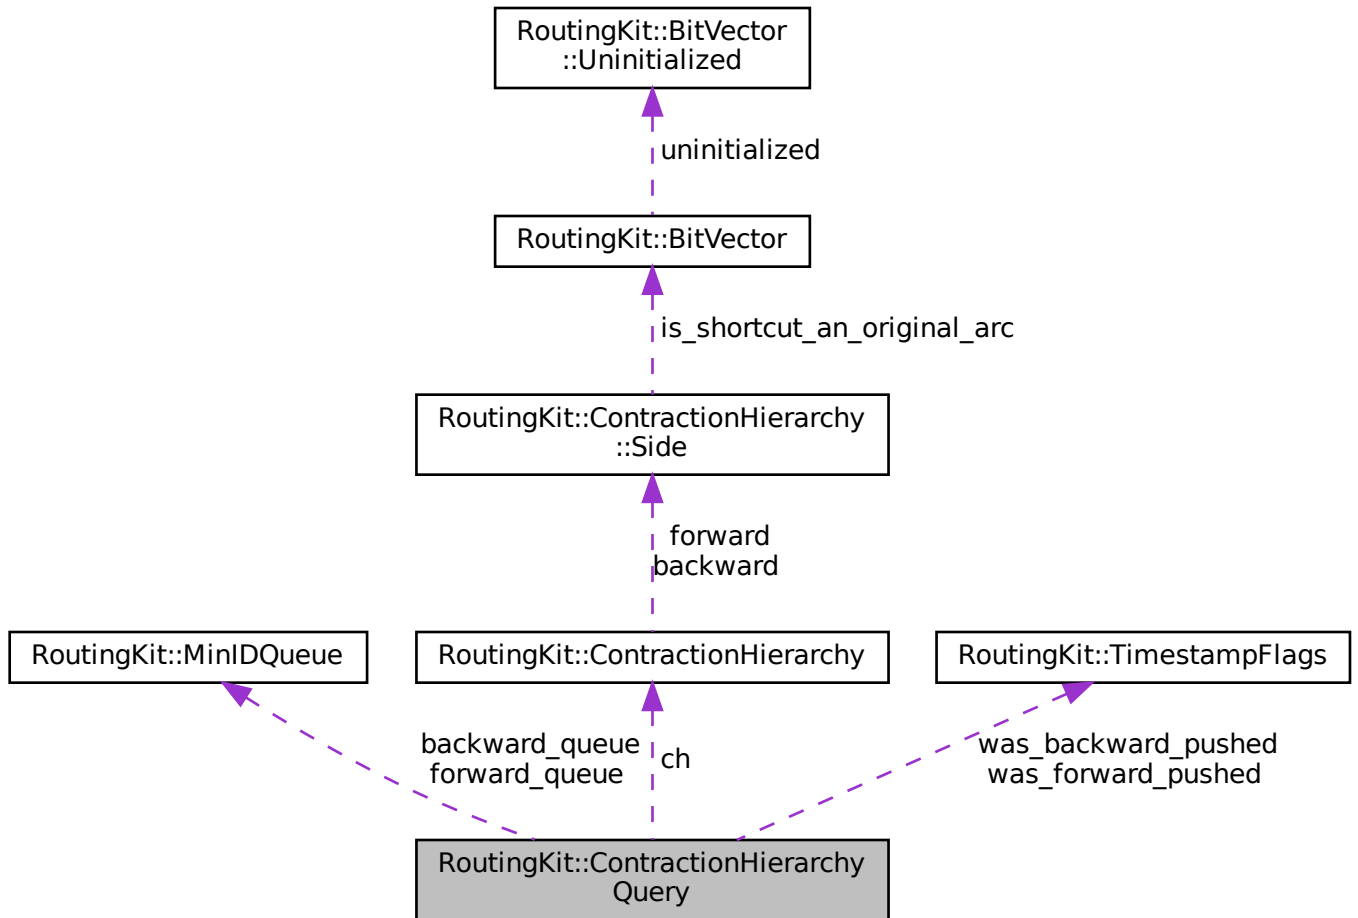 RoutingKit::BitVector
::Uninitialized
uninitialized
RoutingKit::BitVector
is_shortcut_an_original_arc
RoutingKit::ContractionHierarchy
::Side
forward
backward
RoutingKit::MinIDQueue
RoutingKit::ContractionHierarchy
RoutingKit::TimestampFlags
backward_queue
forward_queue
ch
was_backward_pushed
was_forward_pushed
RoutingKit::ContractionHierarchy
Query